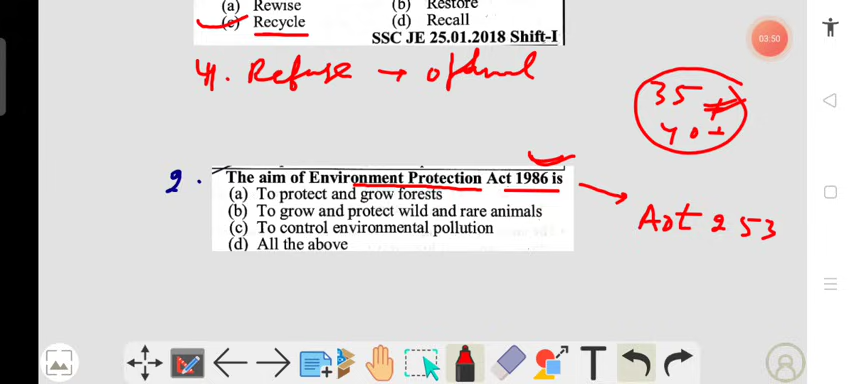 (a) Rewise (b) Restore
(c) Recycle (d) Recall
SSC JE 25.01.2018 Shift-I
03:50
4. Refuse →
35+
40+
2. The aim of Environment Protection Act 1986 is
(a) To protect and grow forests
(b) To grow and protect wild and rare animals
(c) To control environmental pollution
(d) All the above
Art 253
T